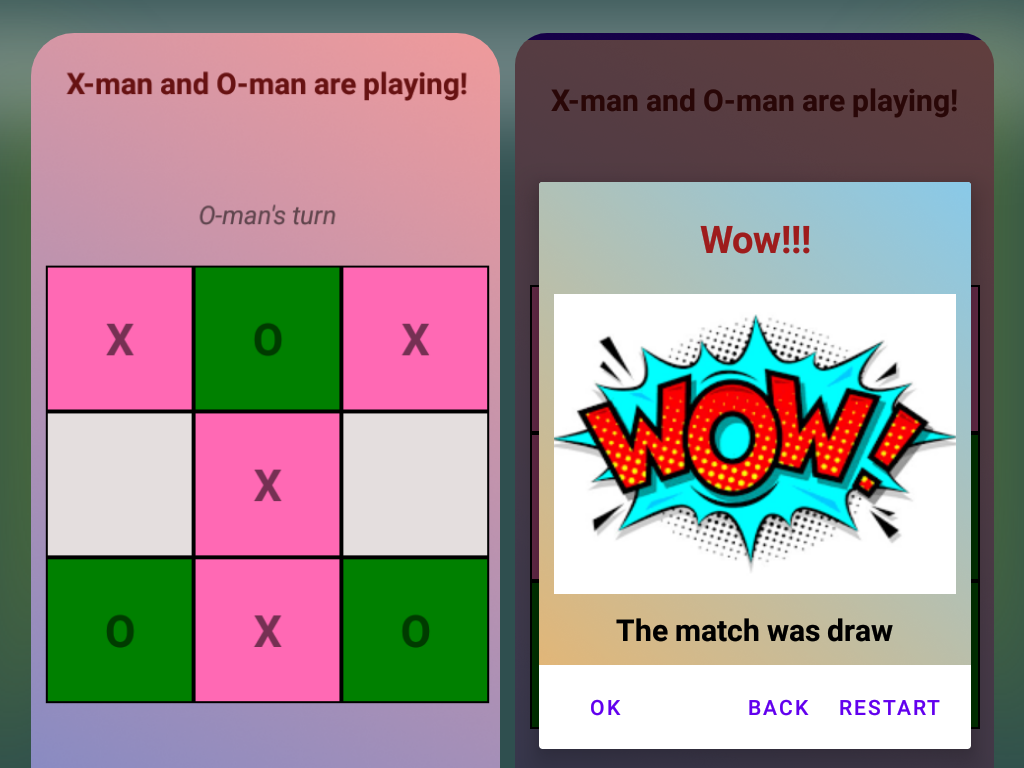 X-man and O-man are playing!
O-man's turn
X O X
X
O X O
X-man and O-man are playing!
Wow!!!
WOW!
The match was draw
OK BACK RESTART